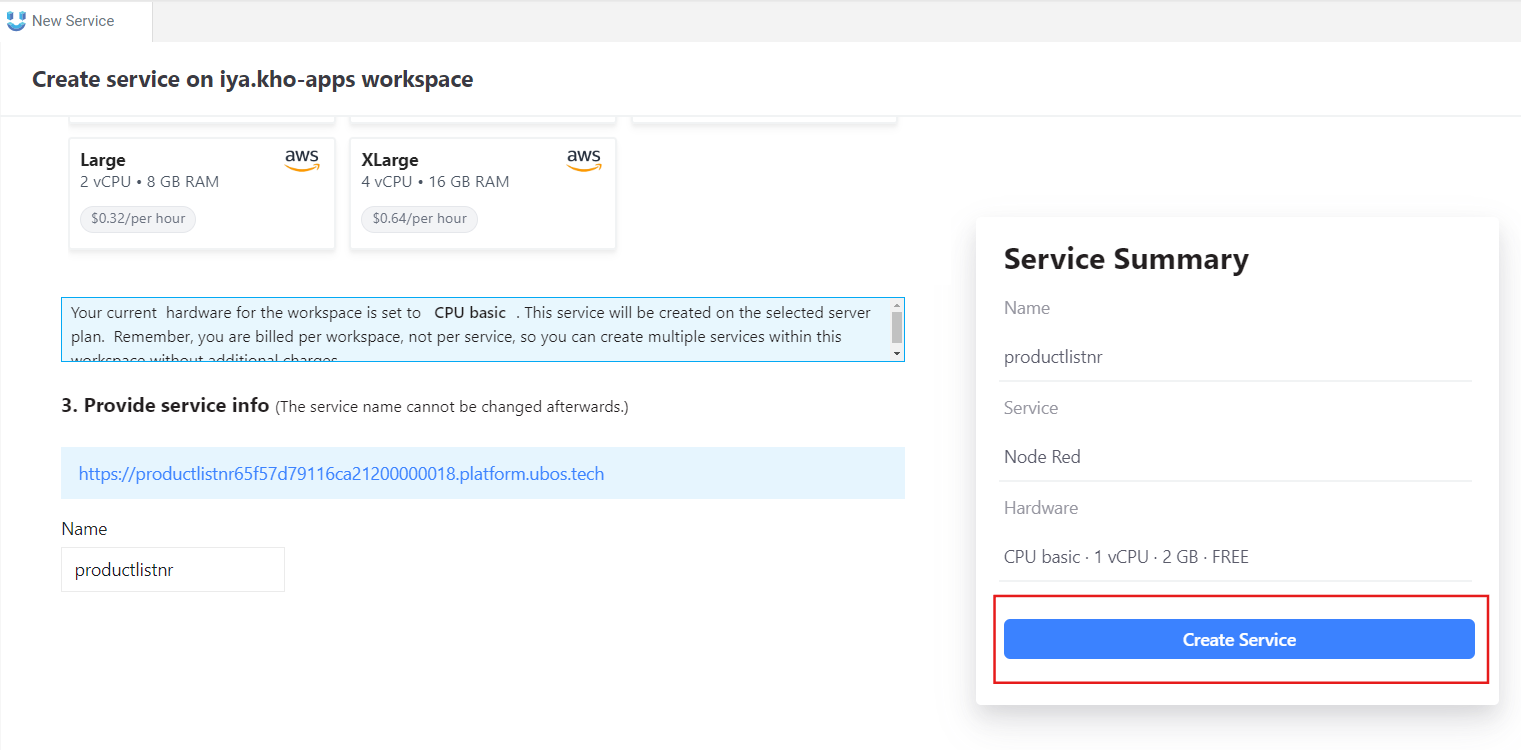 New Service
Create service on iya.kho-apps workspace
Large
aws
2 vCPU • 8 GB RAM
$0.32/per hour
XLarge
aws
4 vCPU • 16 GB RAM
$0.64/per hour
Your current hardware for the workspace is set to CPU basic . This service will be created on the selected server
plan. Remember, you are billed per workspace, not per service, so you can create multiple services within this
workspace without additional charges
3. Provide service info (The service name cannot be changed afterwards.)
https://productlistnr65f57d79116ca21200000018.platform.ubos.tech
Name
productlistnr
Service Summary
Name
productlistnr
Service
Node Red
Hardware
CPU basic · 1 vCPU · 2 GB · FREE
Create Service